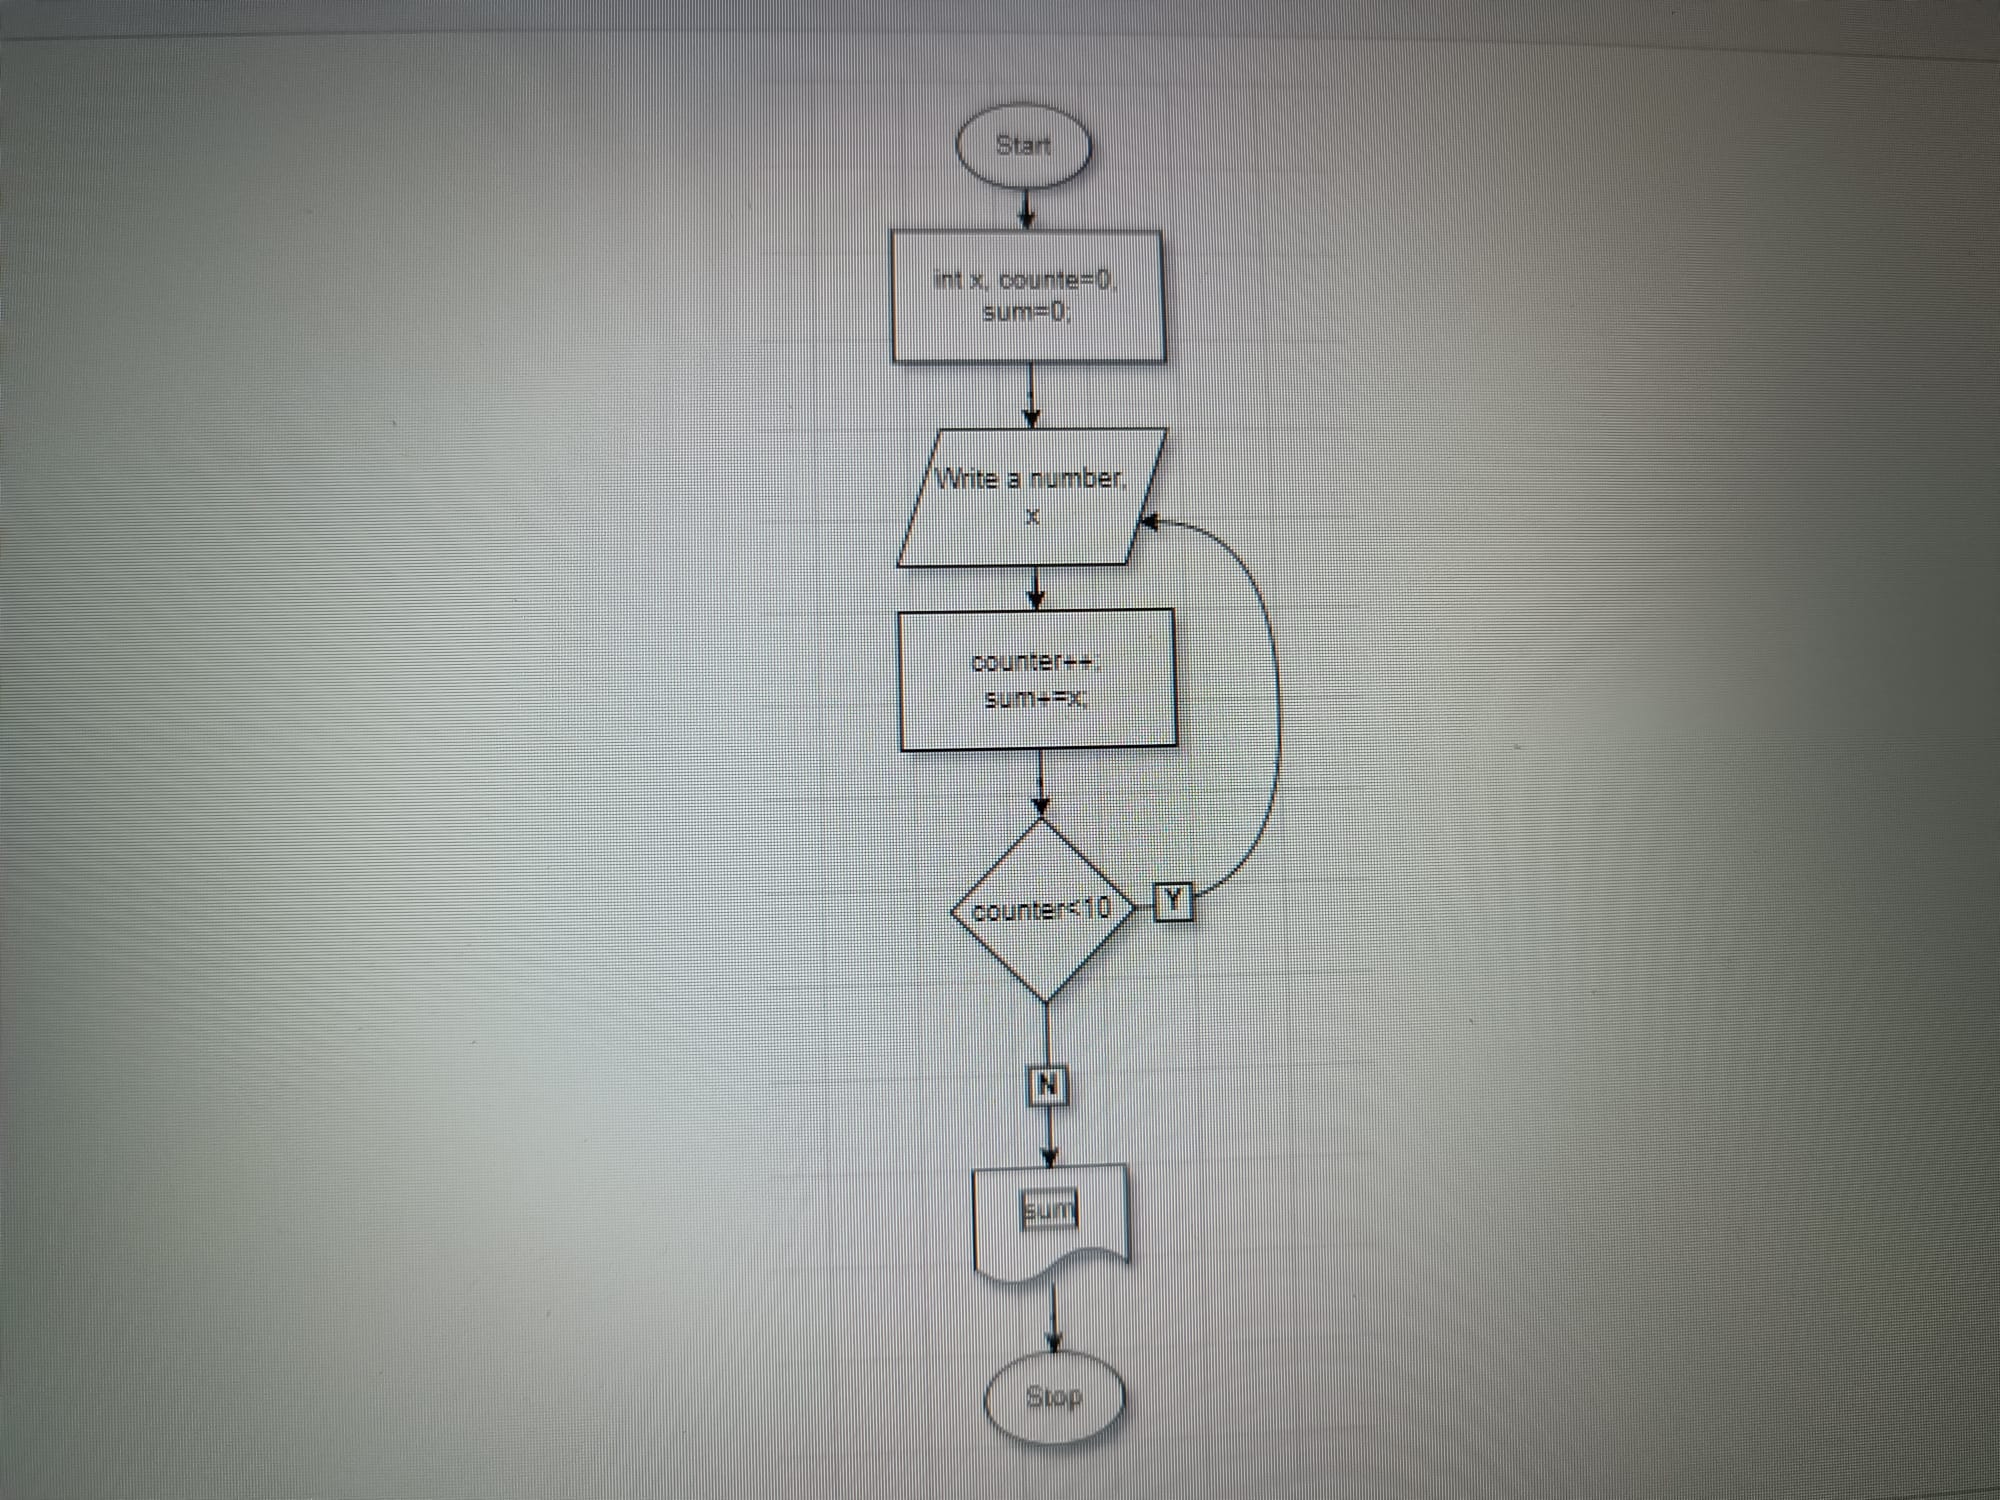 Start
int x, counte=0,
sum=0;
Write a number,
x
counter++;
sum+=x;
counter<10
Y
N
sum
Stop